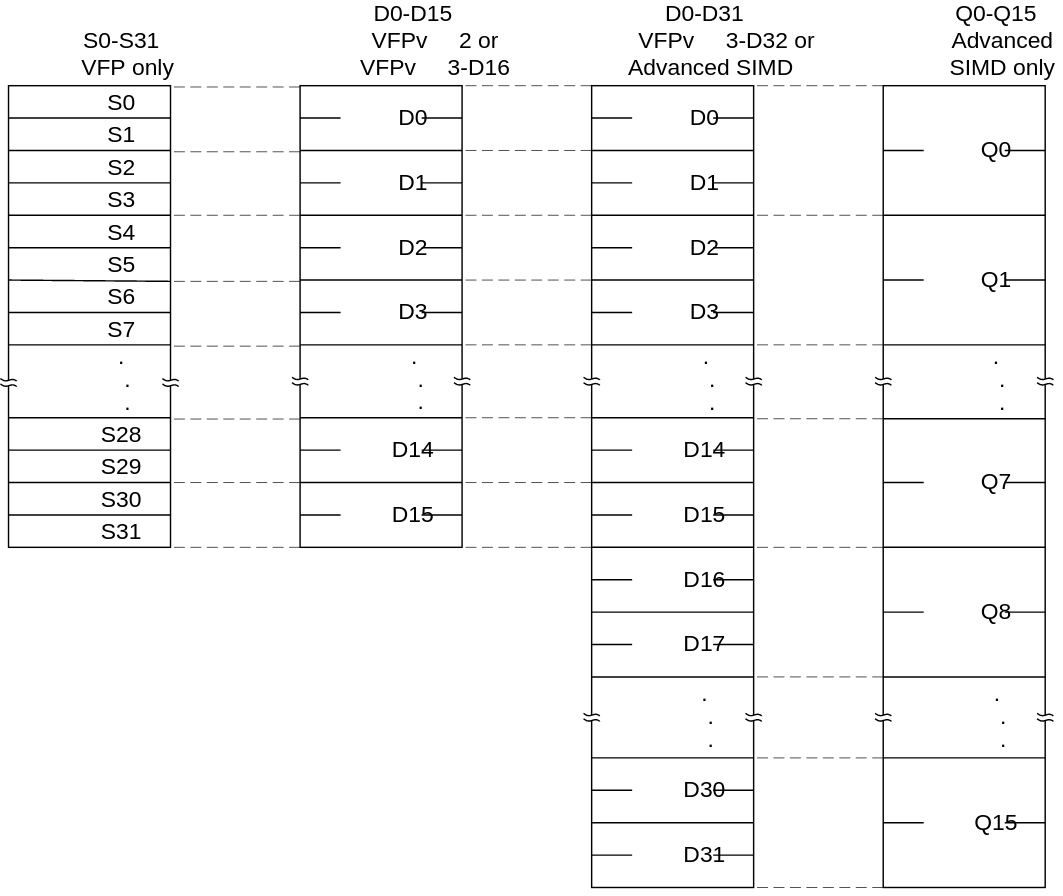 S0-S31
VFP only
D0-D15
VFPv 2 or
VFPv 3-D16
D0-D31
VFPv 3-D32 or
Advanced SIMD
Q0-Q15
Advanced
SIMD only
S0
S1
S2
S3
S4
S5
S6
S7
.
.
.
S28
S29
S30
S31
D0
D1
D2
D3
.
.
.
D14
D15
D0
D1
D2
D3
.
.
.
D14
D15
D16
D17
.
.
.
D30
D31
Q0
Q1
.
.
.
Q7
Q8
.
.
.
Q15